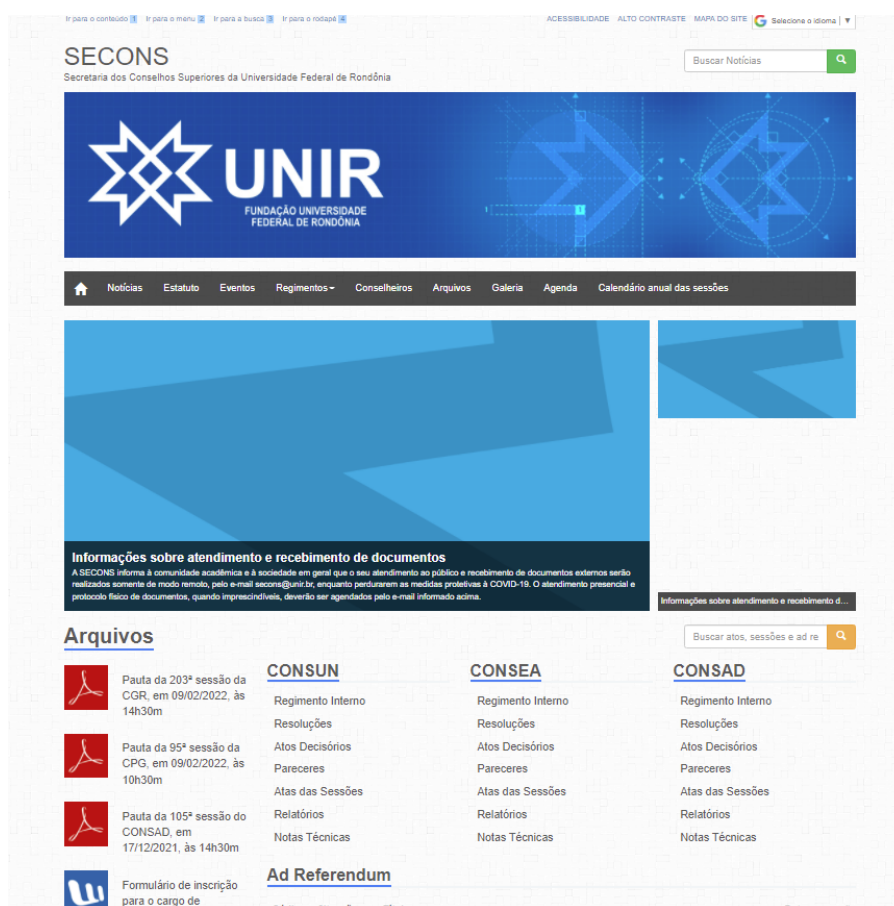 Ir para o conteúdo 1 Ir para o menu 2 Ir para a busca 3 Ir para o rodapé 4
ACESSIBILIDADE ALTO CONTRASTE MAPA DO SITE G Selecione o idioma ▼
SECONS
Secretaria dos Conselhos Superiores da Universidade Federal de Rondônia
Buscar Notícias
UNIR
FUNDAÇÃO UNIVERSIDADE
FEDERAL DE RONDÔNIA
1 1
Notícias Estatuto Eventos Regimentos Conselheiros Arquivos Galeria Agenda Calendário anual das sessões
Informações sobre atendimento e recebimento de documentos
A SECONS informa à comunidade acadêmica e à sociedade em geral que o seu atendimento ao público e recebimento de documentos externos serão
realizados somente de modo remoto, pelo e-mail secons@unir.br, enquanto perdurarem as medidas protetivas à COVID-19. O atendimento presencial e
protocolo físico de documentos, quando imprescindíveis, deverão ser agendados pelo e-mail informado acima.
Informações sobre atendimento e recebimento d...
Arquivos
Buscar atos, sessões e ad re
Pauta da 203ª sessão da
CGR, em 09/02/2022, às
14h30m
Pauta da 95ª sessão da
CPG, em 09/02/2022, às
10h30m
Pauta da 105ª sessão do
CONSAD, em
17/12/2021, às 14h30m
Formulário de inscrição
para o cargo de
CONSUN
Regimento Interno
Resoluções
Atos Decisórios
Pareceres
Atas das Sessões
Relatórios
Notas Técnicas
CONSEA
Regimento Interno
Resoluções
Atos Decisórios
Pareceres
Atas das Sessões
Relatórios
Notas Técnicas
CONSAD
Regimento Interno
Resoluções
Atos Decisórios
Pareceres
Atas das Sessões
Relatórios
Notas Técnicas
Ad Referendum